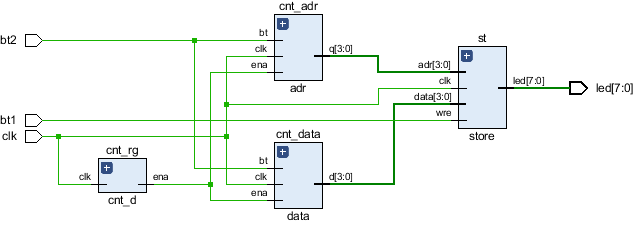 cnt_adr
bt2
bt
clk
q[3:0]
ena
adr
st
adr[3:0]
clk
led[7:0]
data[3:0]
wre
store
led[7:0]
bt1
clk
cnt_data
bt
clk
d[3:0]
ena
data
cnt_rg
clk
ena
cnt_d